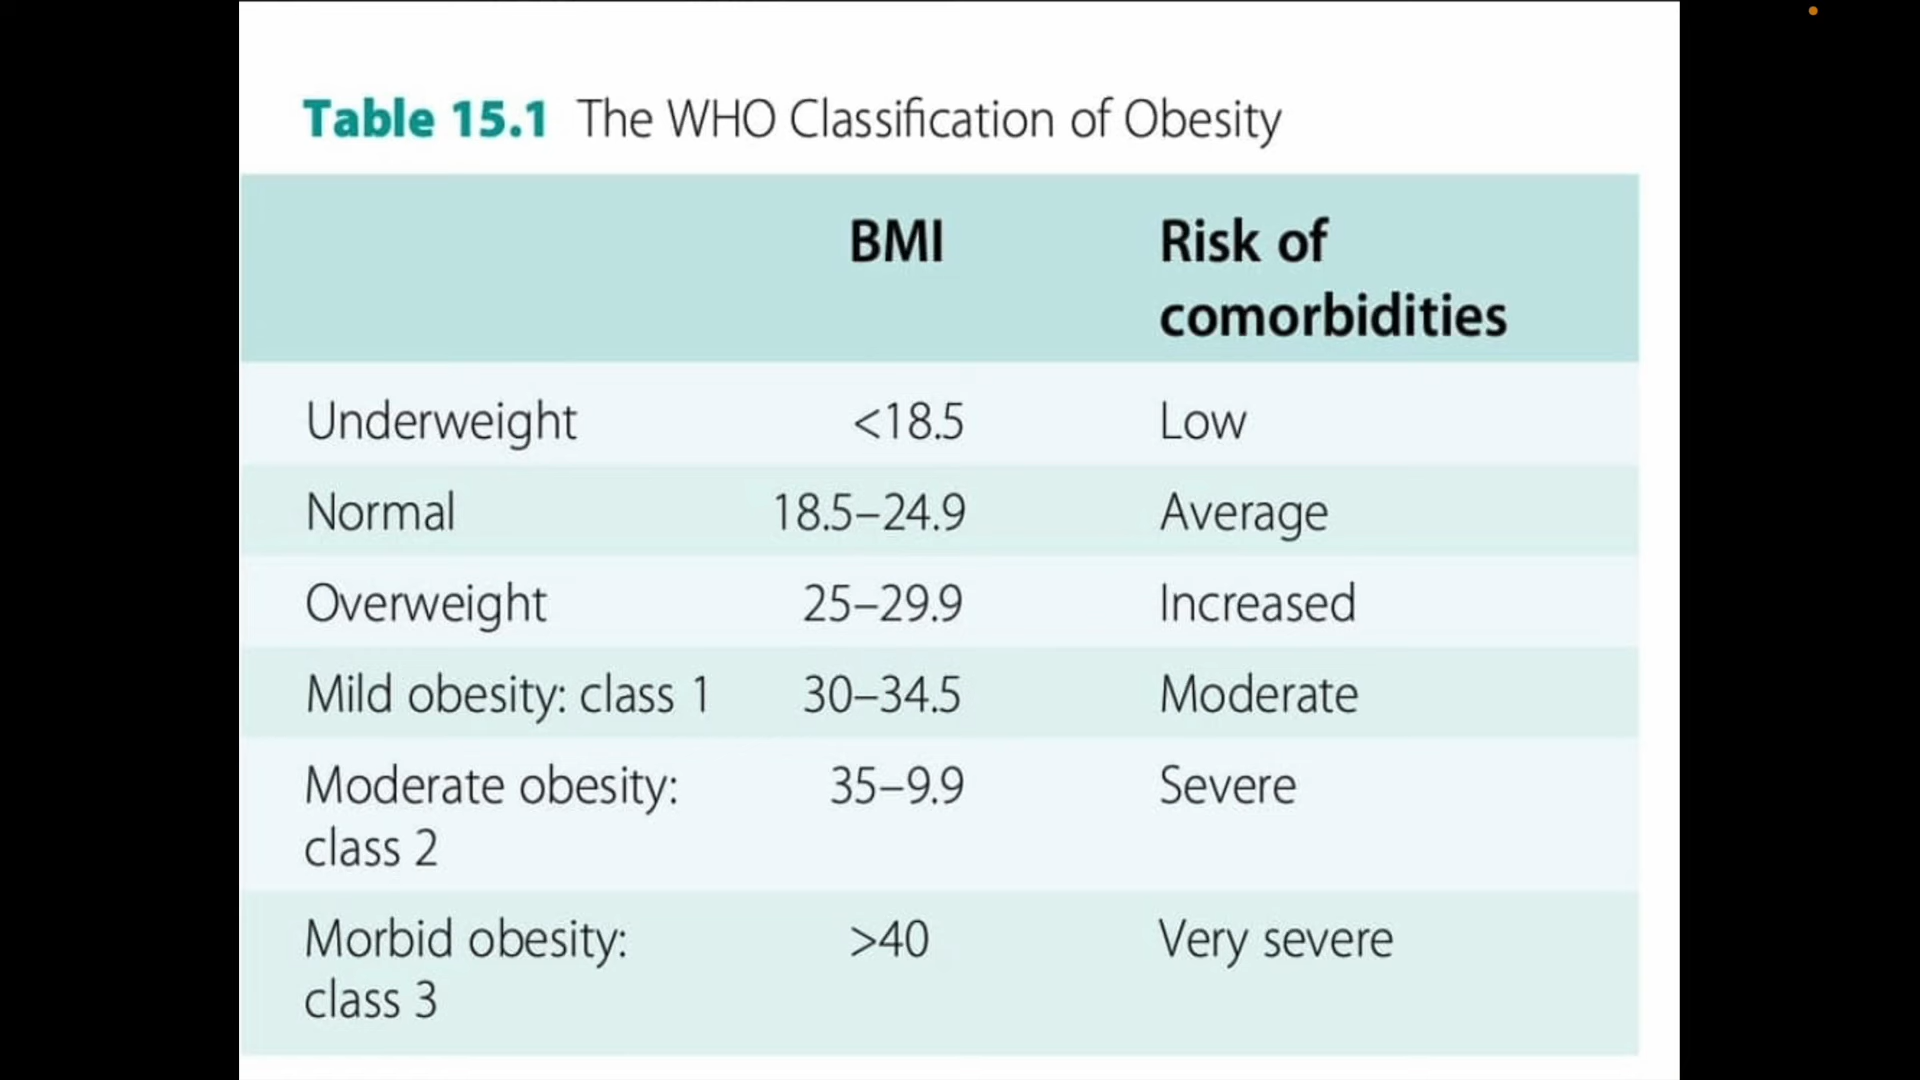 Table 15.1 The WHO Classification of Obesity
BMI Risk of
comorbidities
Underweight <18.5 Low
Normal 18.5–24.9 Average
Overweight 25–29.9 Increased
Mild obesity: class 1 30–34.5 Moderate
Moderate obesity: 35–9.9 Severe
class 2
Morbid obesity: >40 Very severe
class 3